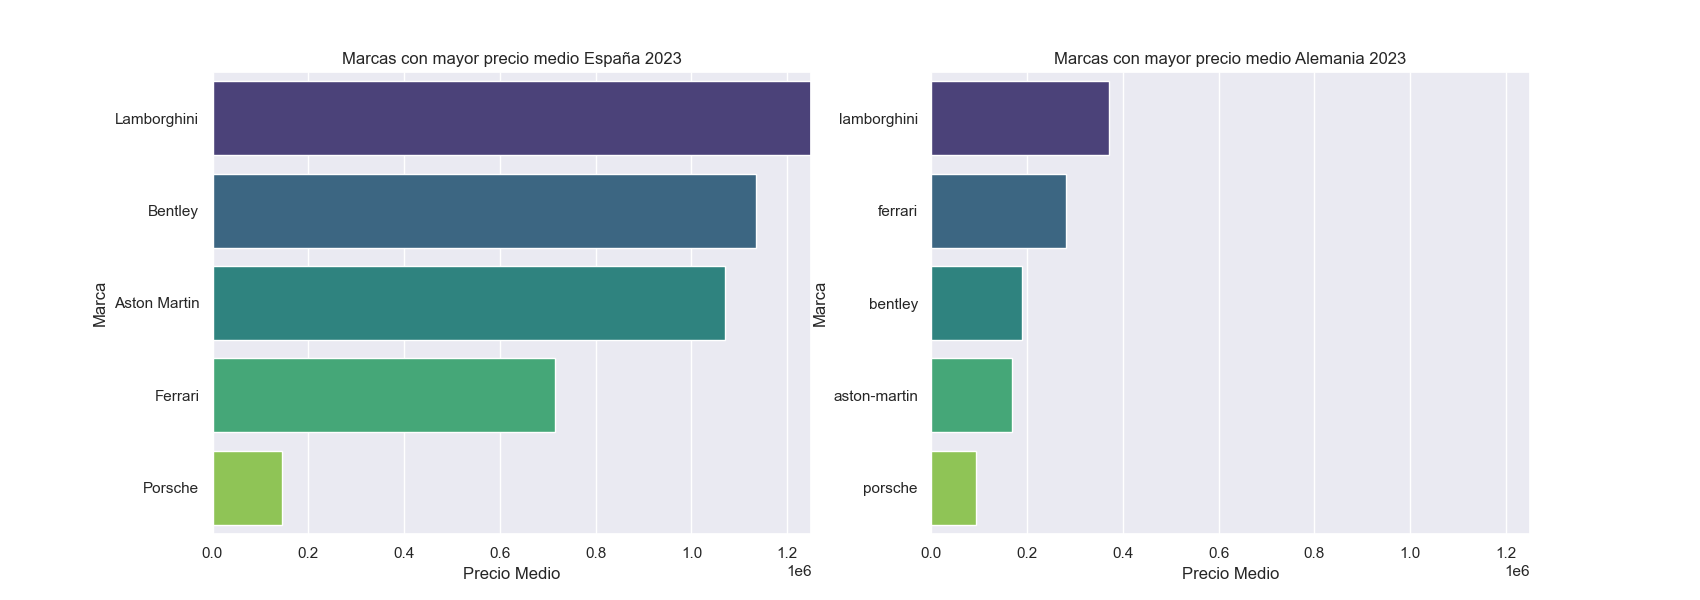 Marcas con mayor precio medio España 2023
Lamborghini
Bentley
Aston Martin
Ferrari
Porsche
Marca
0.0 0.2 0.4 0.6 0.8 1.0 1.2
1e6
Precio Medio
Marcas con mayor precio medio Alemania 2023
lamborghini
ferrari
bentley
aston-martin
porsche
Marca
0.0 0.2 0.4 0.6 0.8 1.0 1.2
1e6
Precio Medio